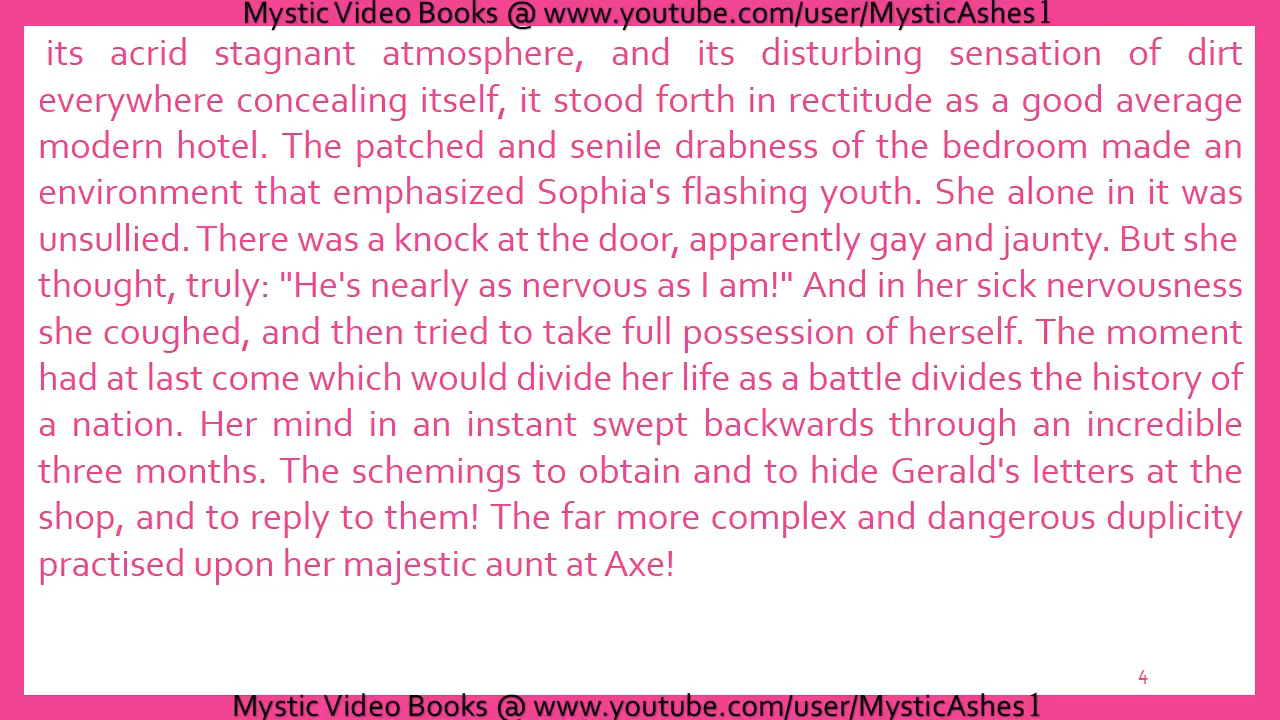 Mystic Video Books @ www.youtube.com/user/MysticAshes1
its acrid stagnant atmosphere, and its disturbing sensation of dirt
everywhere concealing itself, it stood forth in rectitude as a good average
modern hotel. The patched and senile drabness of the bedroom made an
environment that emphasized Sophia's flashing youth. She alone in it was
unsullied. There was a knock at the door, apparently gay and jaunty. But she
thought, truly: "He's nearly as nervous as I am!" And in her sick nervousness
she coughed, and then tried to take full possession of herself. The moment
had at last come which would divide her life as a battle divides the history of
a nation. Her mind in an instant swept backwards through an incredible
three months. The schemings to obtain and to hide Gerald's letters at the
shop, and to reply to them! The far more complex and dangerous duplicity
practised upon her majestic aunt at Axe!
4
Mystic Video Books @ www.youtube.com/user/MysticAshes1